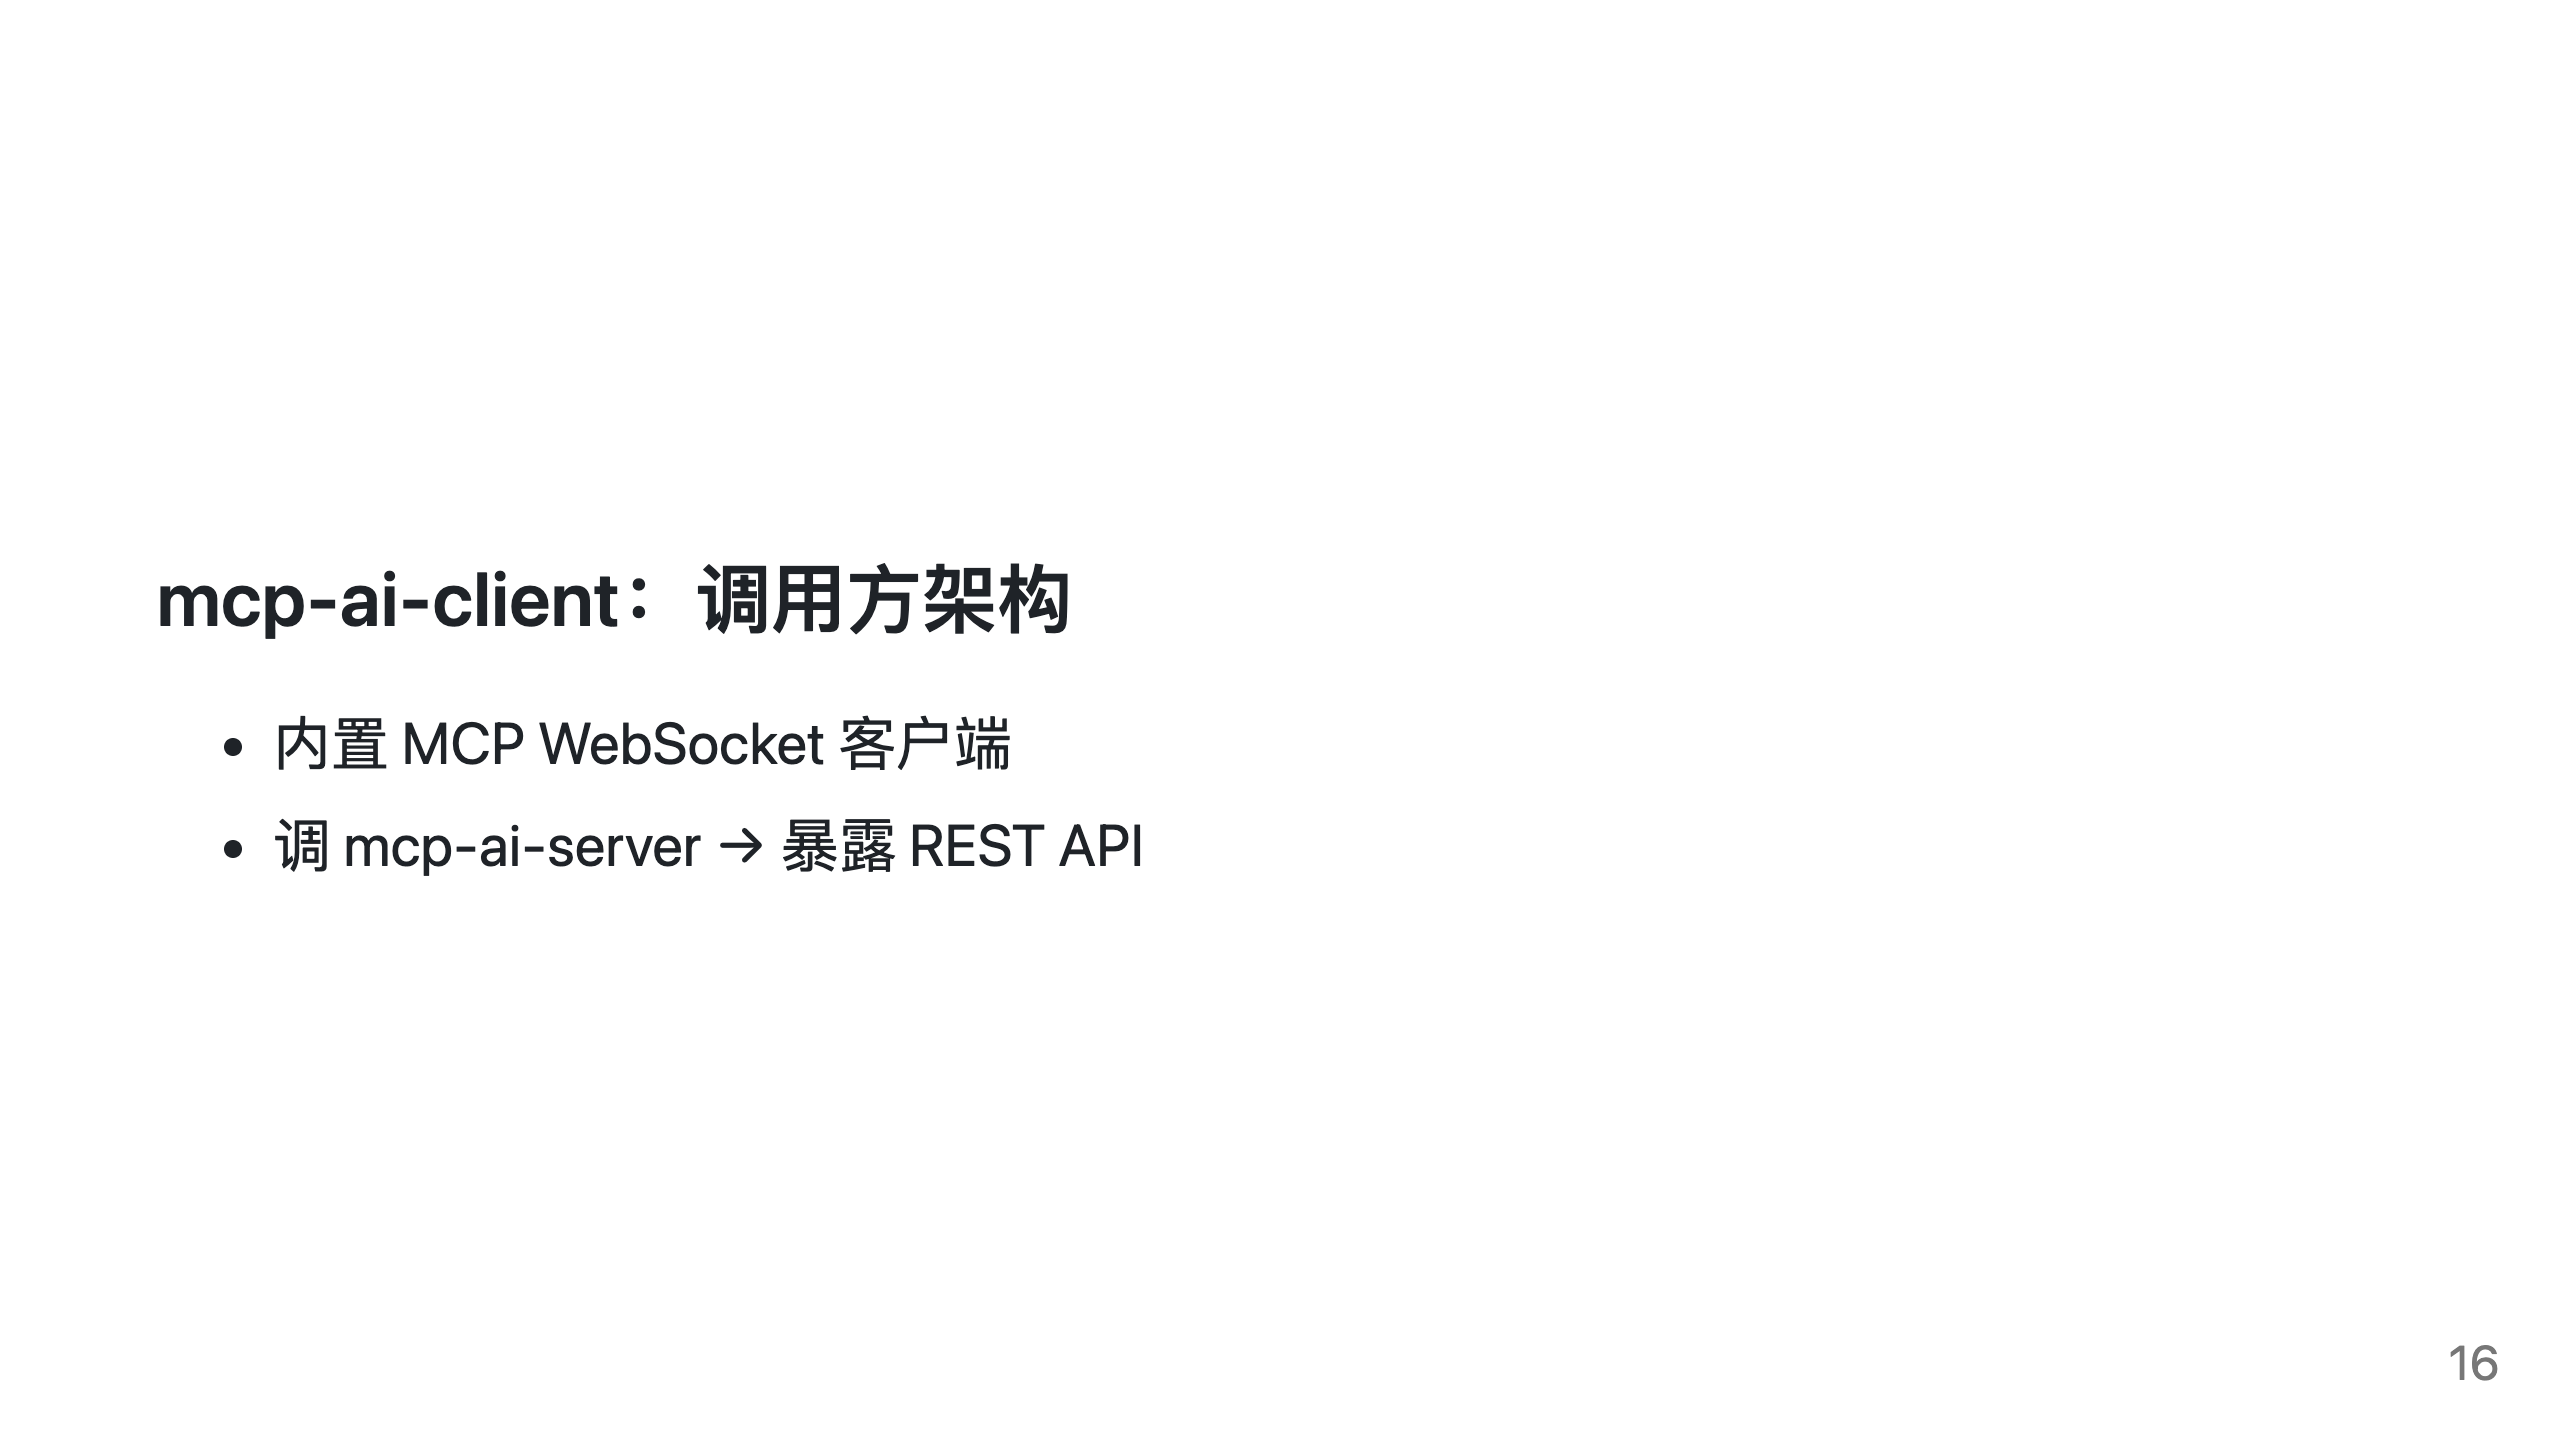 mcp-ai-client：调用方架构
• 内置 MCP WebSocket 客户端
• 调 mcp-ai-server → 暴露 REST API
16